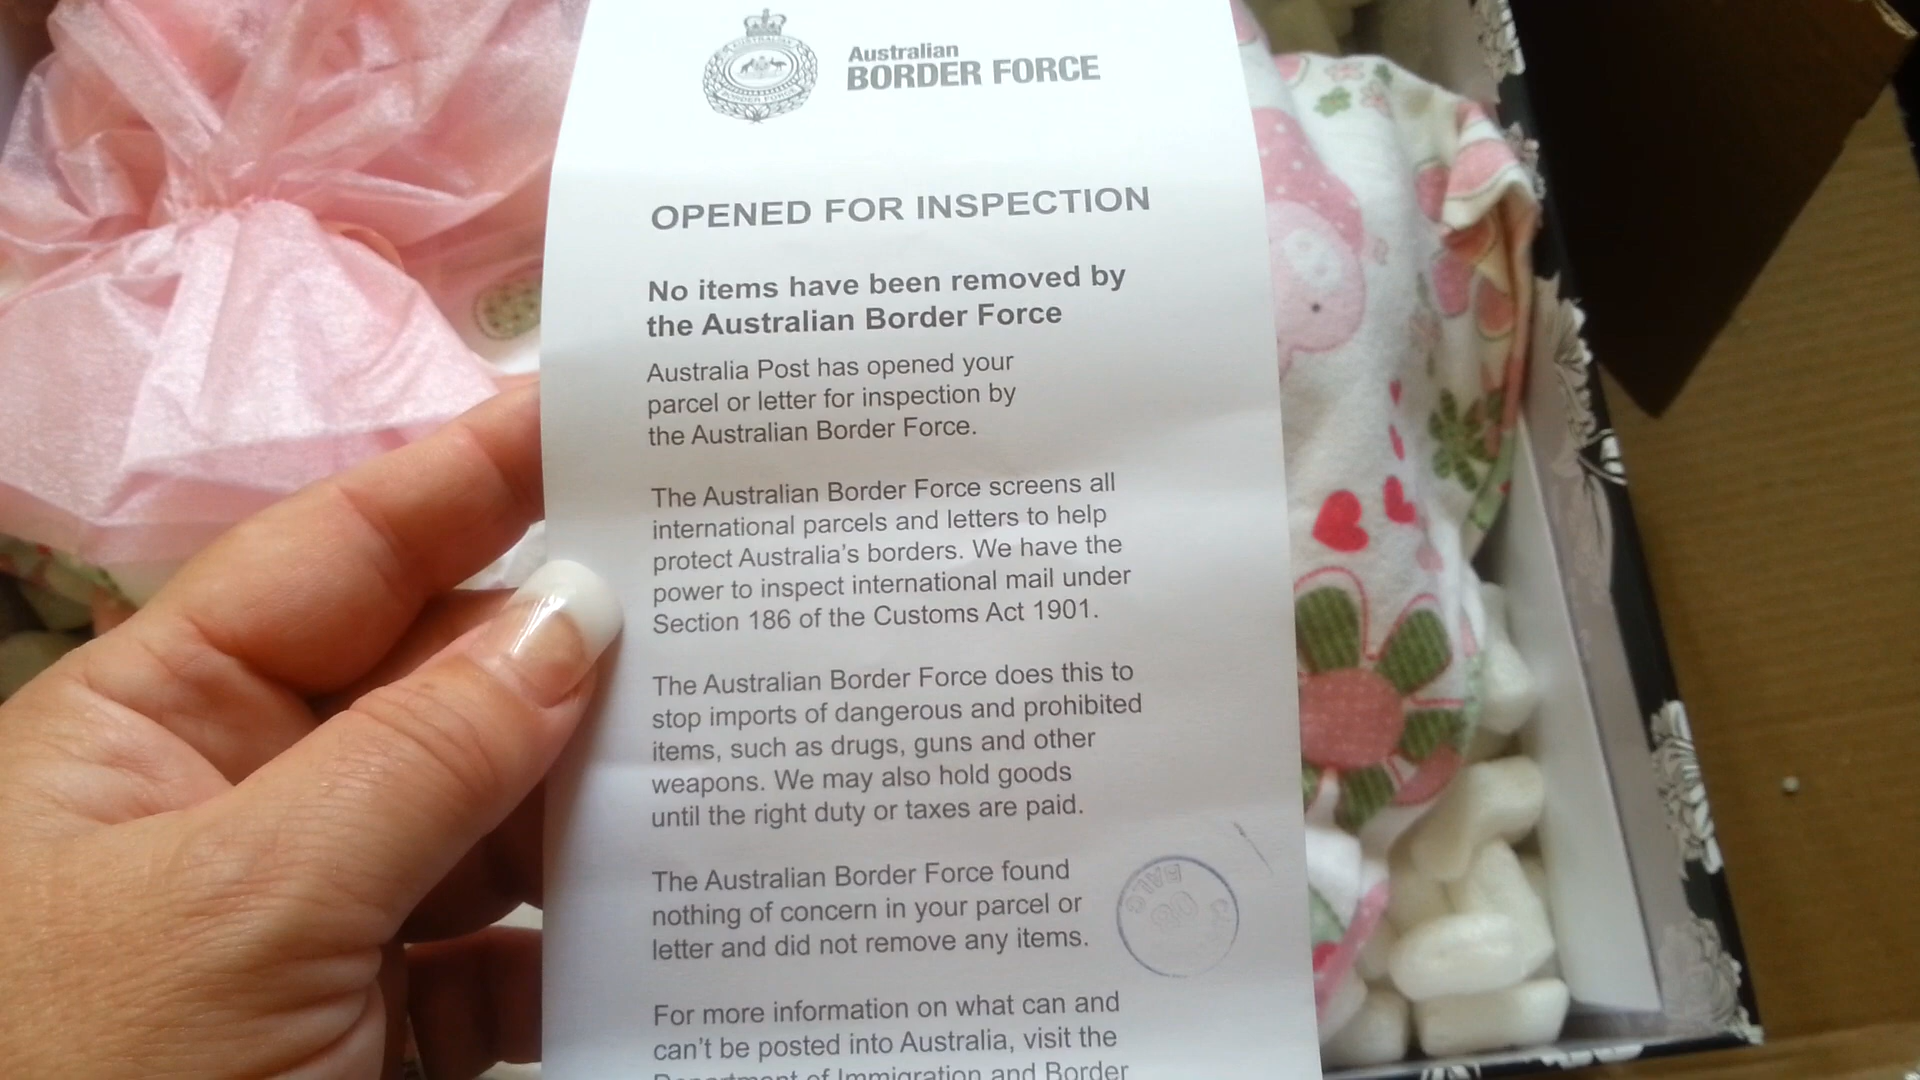 Australian
BORDER FORCE
OPENED FOR INSPECTION
No items have been removed by
the Australian Border Force
Australia Post has opened your
parcel or letter for inspection by
the Australian Border Force.
The Australian Border Force screens all
international parcels and letters to help
protect Australia's borders. We have the
power to inspect international mail under
Section 186 of the Customs Act 1901.
The Australian Border Force does this to
stop imports of dangerous and prohibited
items, such as drugs, guns and other
weapons. We may also hold goods
until the right duty or taxes are paid.
The Australian Border Force found
nothing of concern in your parcel or
letter and did not remove any items.
For more information on what can and
can't be posted into Australia, visit the
Department of Immigration and Border